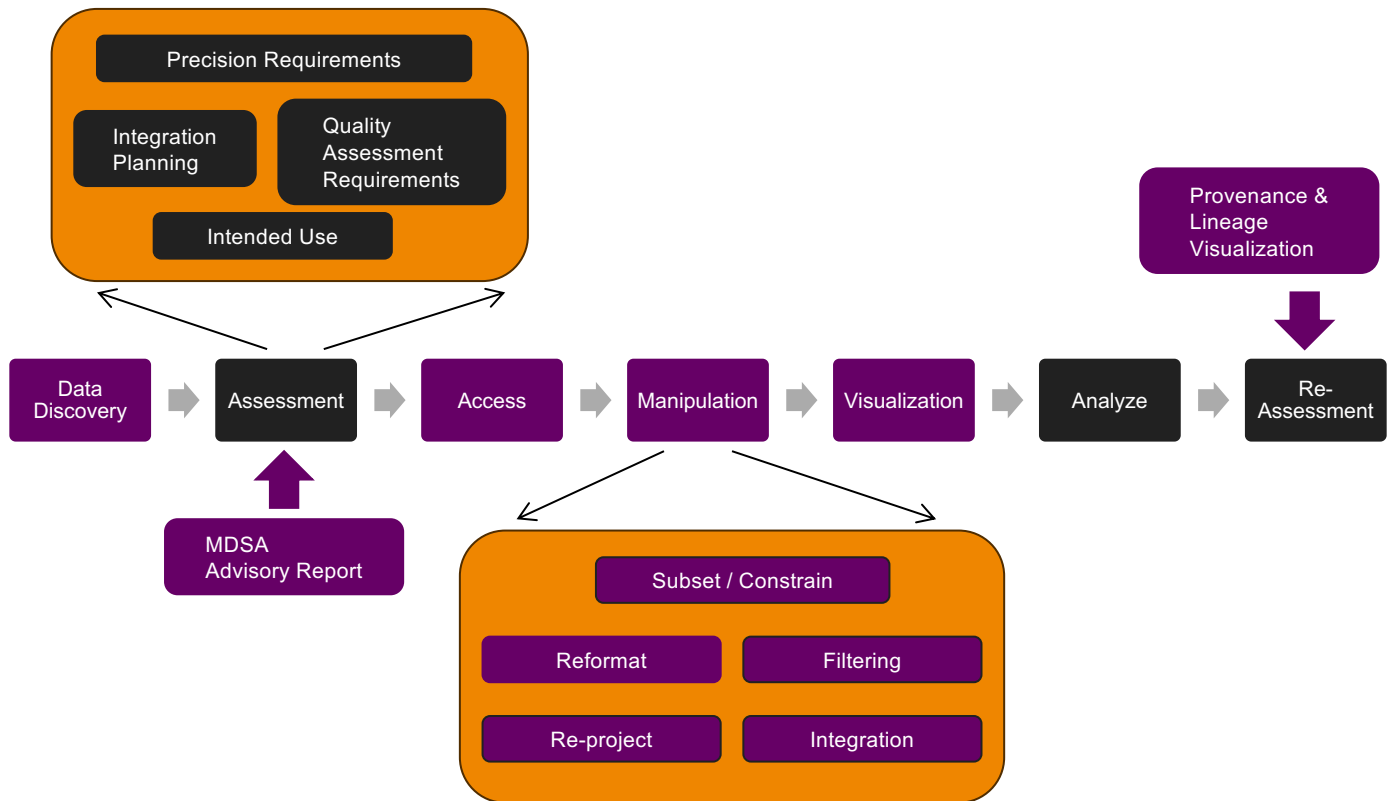 Precision Requirements
Integration
Planning
Quality
Assessment
Requirements
Intended Use
Provenance &
Lineage
Visualization
Data
Discovery
Assessment
Access
Manipulation
Visualization
Analyze
Re-
Assessment
MDSA
Advisory Report
Subset / Constrain
Reformat
Filtering
Re-project
Integration